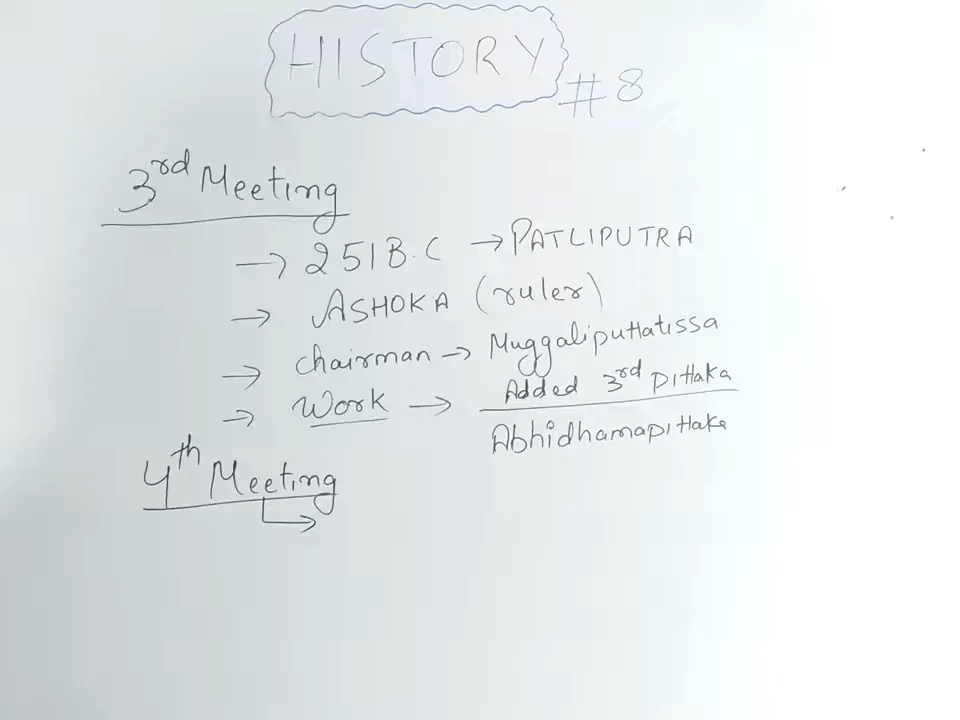 HISTORY #8
3rd Meeting
→ 251 B.C → PATLIPUTRA
→ ASHOKA (ruler)
→ Chairman → Muggaliputtatissa
→ Work → Added 3rd Pittaka
Abhidhamapittaka
4th Meeting